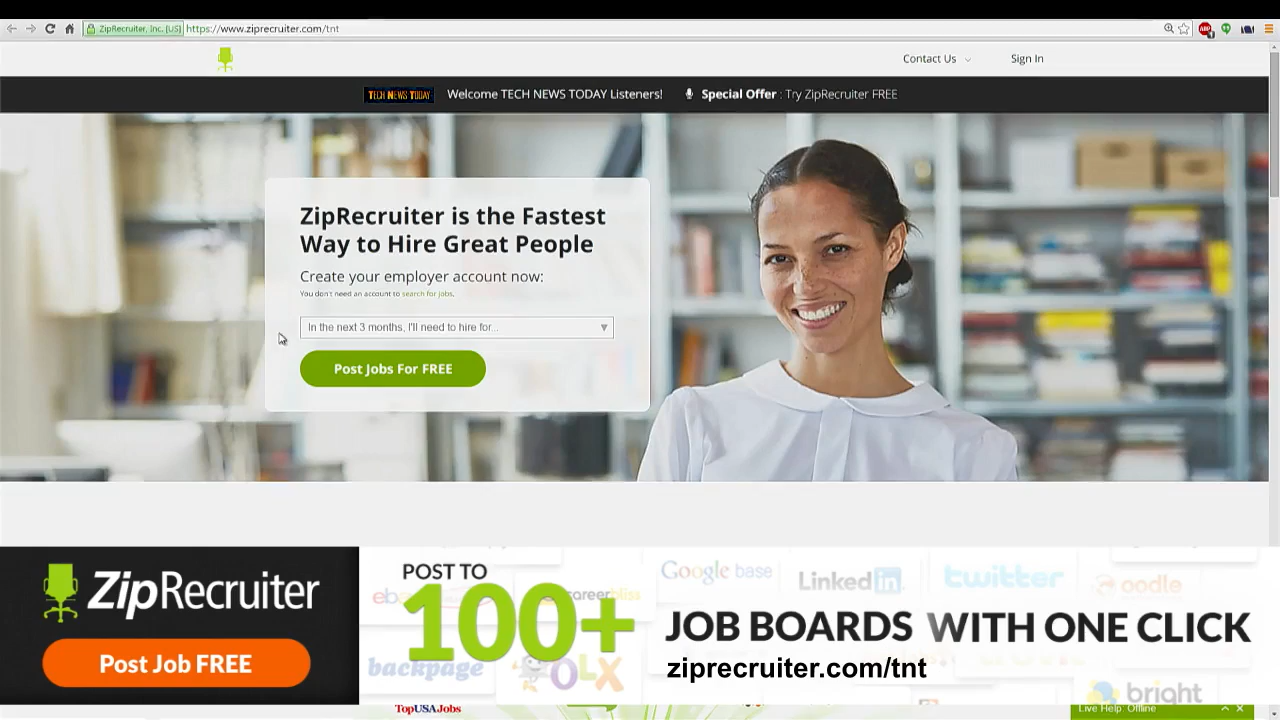 ZipRecruiter, Inc. [US]
https://www.ziprecruiter.com/tnt
ABP
Contact Us
Sign In
TECH NEWS TODAY
Welcome TECH NEWS TODAY Listeners!
Special Offer : Try ZipRecruiter FREE
ZipRecruiter is the Fastest
Way to Hire Great People
Create your employer account now:
You don't need an account to search for jobs.
In the next 3 months, I'll need to hire for...
Post Jobs For FREE
ZipRecruiter
Post Job FREE
POST TO
100+
JOB BOARDS WITH ONE CLICK
ziprecruiter.com/tnt
Google base
LinkedIn
twitter
oodle
careerbliss
backpage
OLX
bright
TopUSAJobs
Live Help: Offline